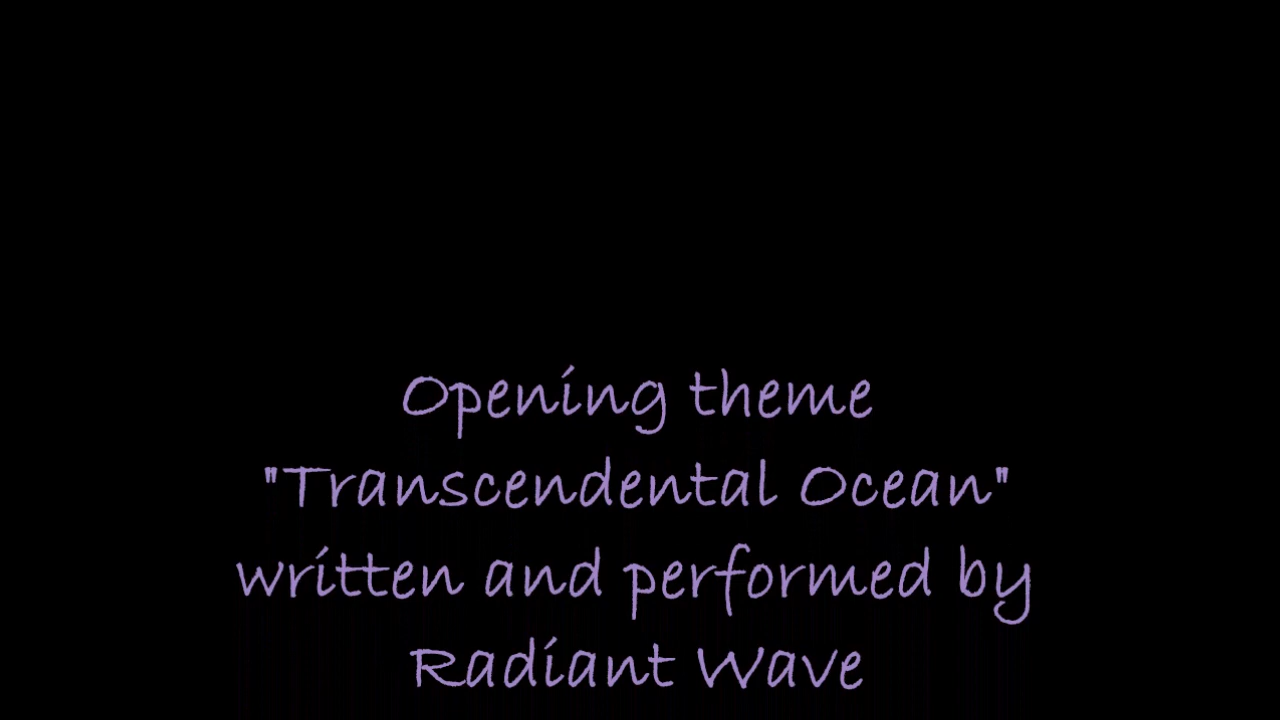 Opening theme
"Transcendental Ocean"
written and performed by
Radiant Wave